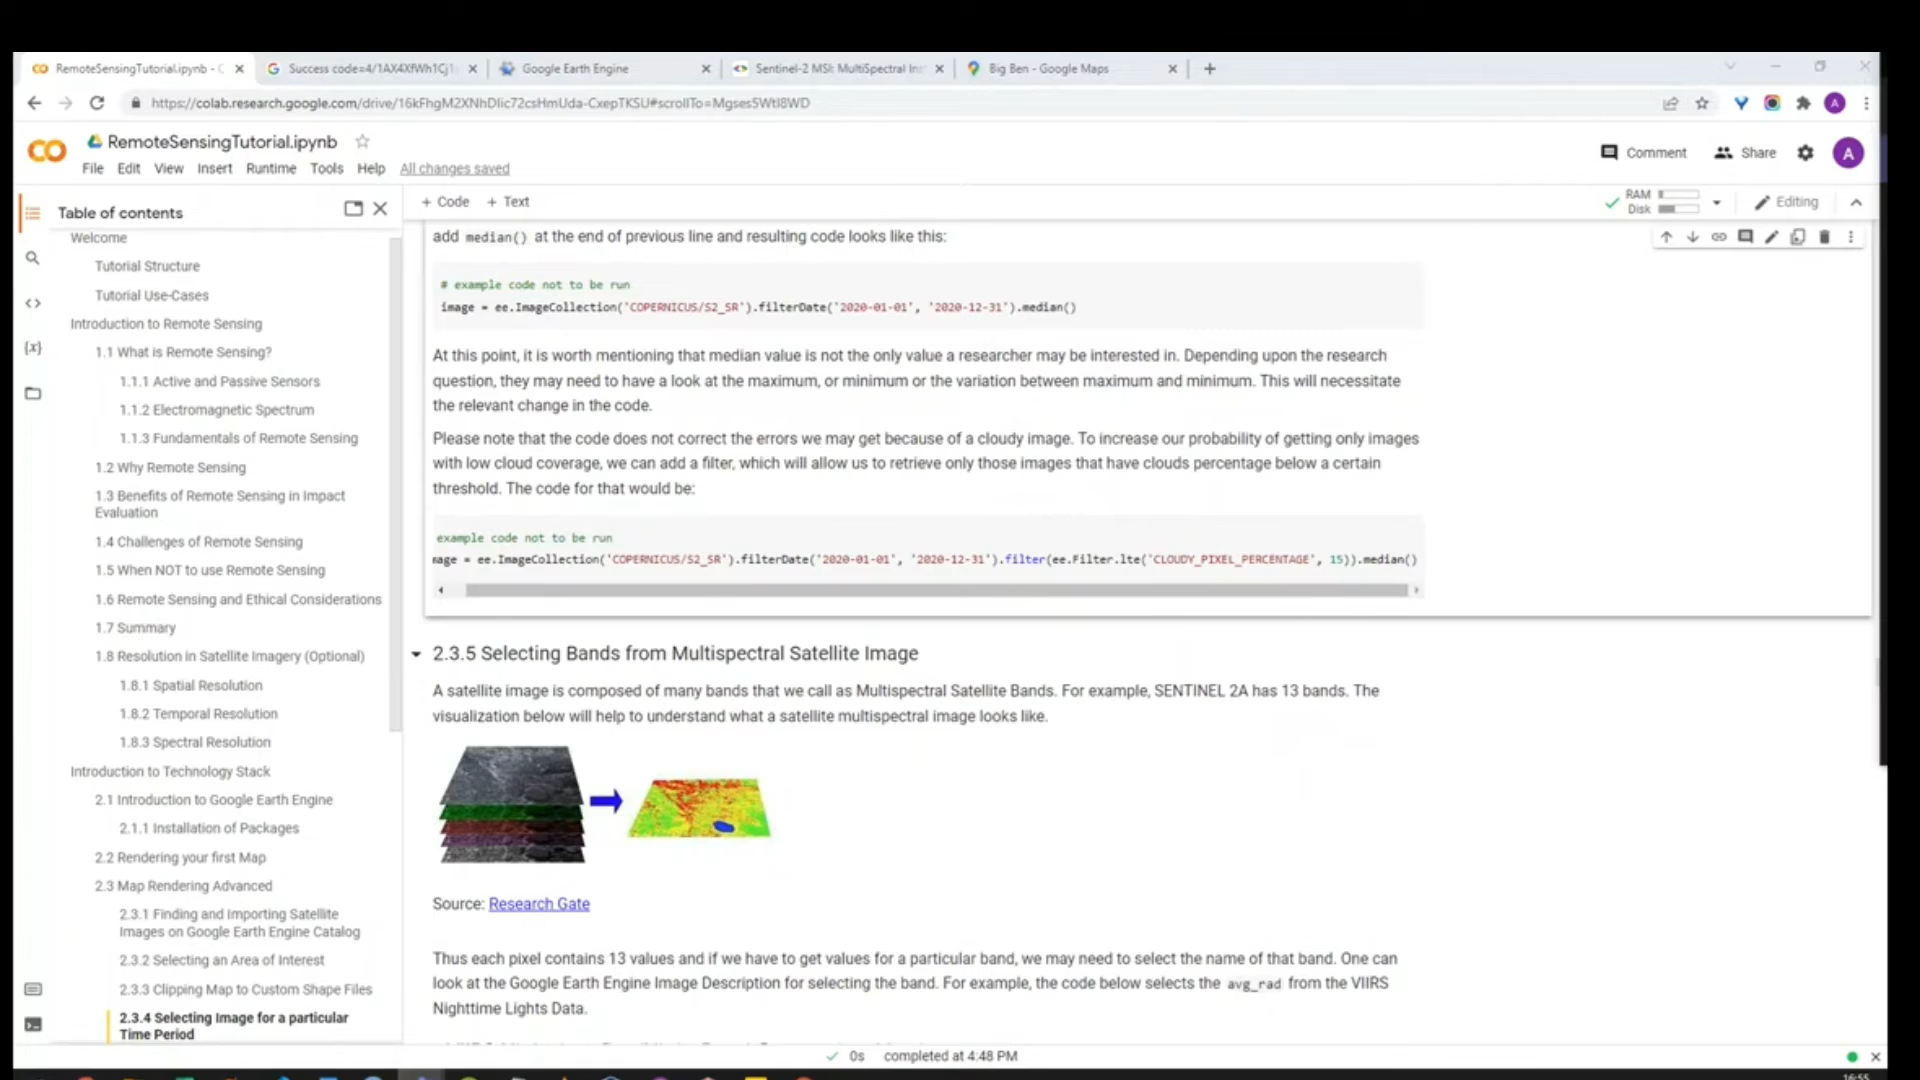 RemoteSensingTutorial.ipynb - C
Success code=4/1AX4XfWh1Cj1
Google Earth Engine
Sentinel-2 MSI: MultiSpectral Ins
Big Ben - Google Maps
https://colab.research.google.com/drive/16kFhgM2XNhDIic72csHmUda-CxepTKSU#scrollTo=Mgses5WtI8WD
A
RemoteSensingTutorial.ipynb
Comment
Share
A
File Edit View Insert Runtime Tools Help All changes saved
Table of contents
+ Code + Text
RAM
Disk
Editing
Welcome
Tutorial Structure
Tutorial Use-Cases
Introduction to Remote Sensing
1.1 What is Remote Sensing?
1.1.1 Active and Passive Sensors
1.1.2 Electromagnetic Spectrum
1.1.3 Fundamentals of Remote Sensing
1.2 Why Remote Sensing
1.3 Benefits of Remote Sensing in Impact
Evaluation
1.4 Challenges of Remote Sensing
1.5 When NOT to use Remote Sensing
1.6 Remote Sensing and Ethical Considerations
1.7 Summary
1.8 Resolution in Satellite Imagery (Optional)
1.8.1 Spatial Resolution
1.8.2 Temporal Resolution
1.8.3 Spectral Resolution
Introduction to Technology Stack
2.1 Introduction to Google Earth Engine
2.1.1 Installation of Packages
2.2 Rendering your first Map
2.3 Map Rendering Advanced
2.3.1 Finding and Importing Satellite
Images on Google Earth Engine Catalog
2.3.2 Selecting an Area of Interest
2.3.3 Clipping Map to Custom Shape Files
2.3.4 Selecting Image for a particular
Time Period
add median() at the end of previous line and resulting code looks like this:
# example code not to be run
image = ee.ImageCollection('COPERNICUS/S2_SR').filterDate('2020-01-01', '2020-12-31').median()
At this point, it is worth mentioning that median value is not the only value a researcher may be interested in. Depending upon the research
question, they may need to have a look at the maximum, or minimum or the variation between maximum and minimum. This will necessitate
the relevant change in the code.
Please note that the code does not correct the errors we may get because of a cloudy image. To increase our probability of getting only images
with low cloud coverage, we can add a filter, which will allow us to retrieve only those images that have clouds percentage below a certain
threshold. The code for that would be:
example code not to be run
mage = ee.ImageCollection('COPERNICUS/S2_SR').filterDate('2020-01-01', '2020-12-31').filter(ee.Filter.lte('CLOUDY_PIXEL_PERCENTAGE', 15)).median()
2.3.5 Selecting Bands from Multispectral Satellite Image
A satellite image is composed of many bands that we call as Multispectral Satellite Bands. For example, SENTINEL 2A has 13 bands. The
visualization below will help to understand what a satellite multispectral image looks like.
Source: Research Gate
Thus each pixel contains 13 values and if we have to get values for a particular band, we may need to select the name of that band. One can
look at the Google Earth Engine Image Description for selecting the band. For example, the code below selects the avg_rad from the VIIRS
Nighttime Lights Data.
0s completed at 4:48 PM
16:55